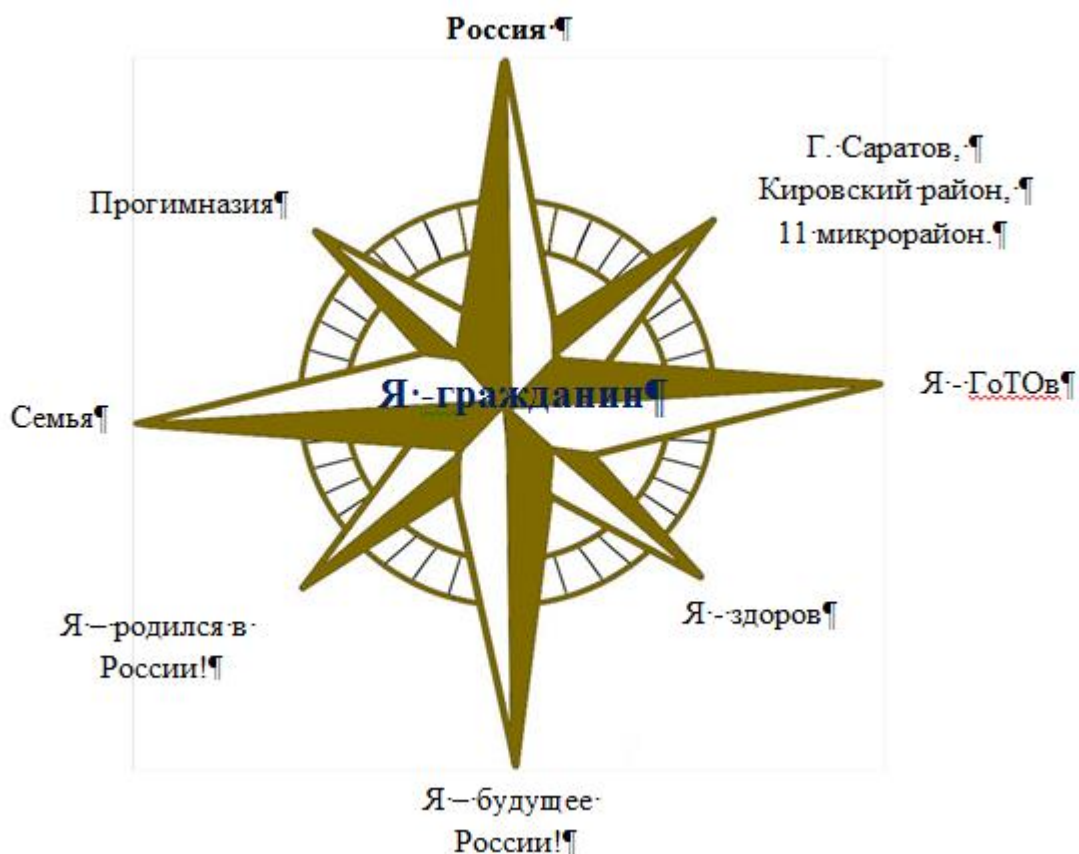 Россия
Г. Саратов,
Кировский район,
11 микрорайон.
Прогимназия
Я -гражданин
Я - ГоТОв
Семья
Я - здоров
Я – родился в
России!
Я – будущее
России!